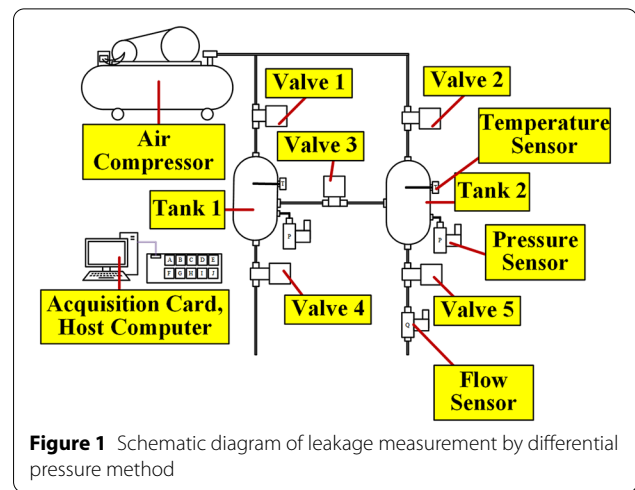 Valve 1
Valve 2
Air
Compressor
Valve 3
Temperature
Sensor
Tank 1
Tank 2
P
P
Pressure
Sensor
A B C D E
F G H I J
Acquisition Card,
Host Computer
Valve 4
Valve 5
Q
Flow
Sensor
Figure 1 Schematic diagram of leakage measurement by differential
pressure method